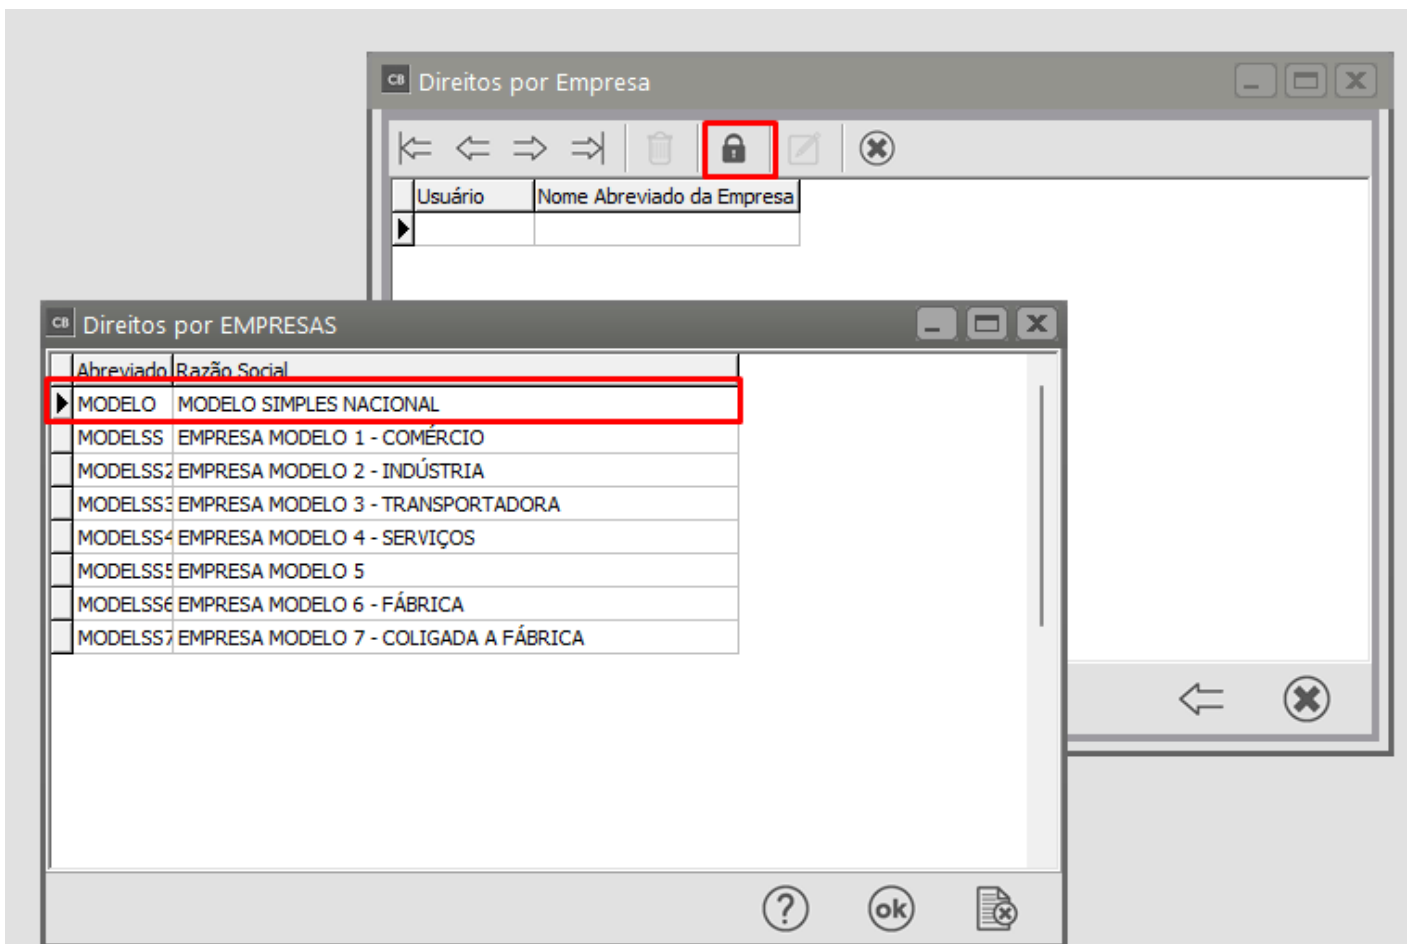 CB Direitos por Empresa
Usuário Nome Abreviado da Empresa
CB Direitos por EMPRESAS
Abreviado Razão Social
MODELO MODELO SIMPLES NACIONAL
MODELSS EMPRESA MODELO 1 - COMÉRCIO
MODELSS2 EMPRESA MODELO 2 - INDÚSTRIA
MODELSS3 EMPRESA MODELO 3 - TRANSPORTADORA
MODELSS4 EMPRESA MODELO 4 - SERVIÇOS
MODELSS5 EMPRESA MODELO 5
MODELSS6 EMPRESA MODELO 6 - FÁBRICA
MODELSS7 EMPRESA MODELO 7 - COLIGADA A FÁBRICA
? ok